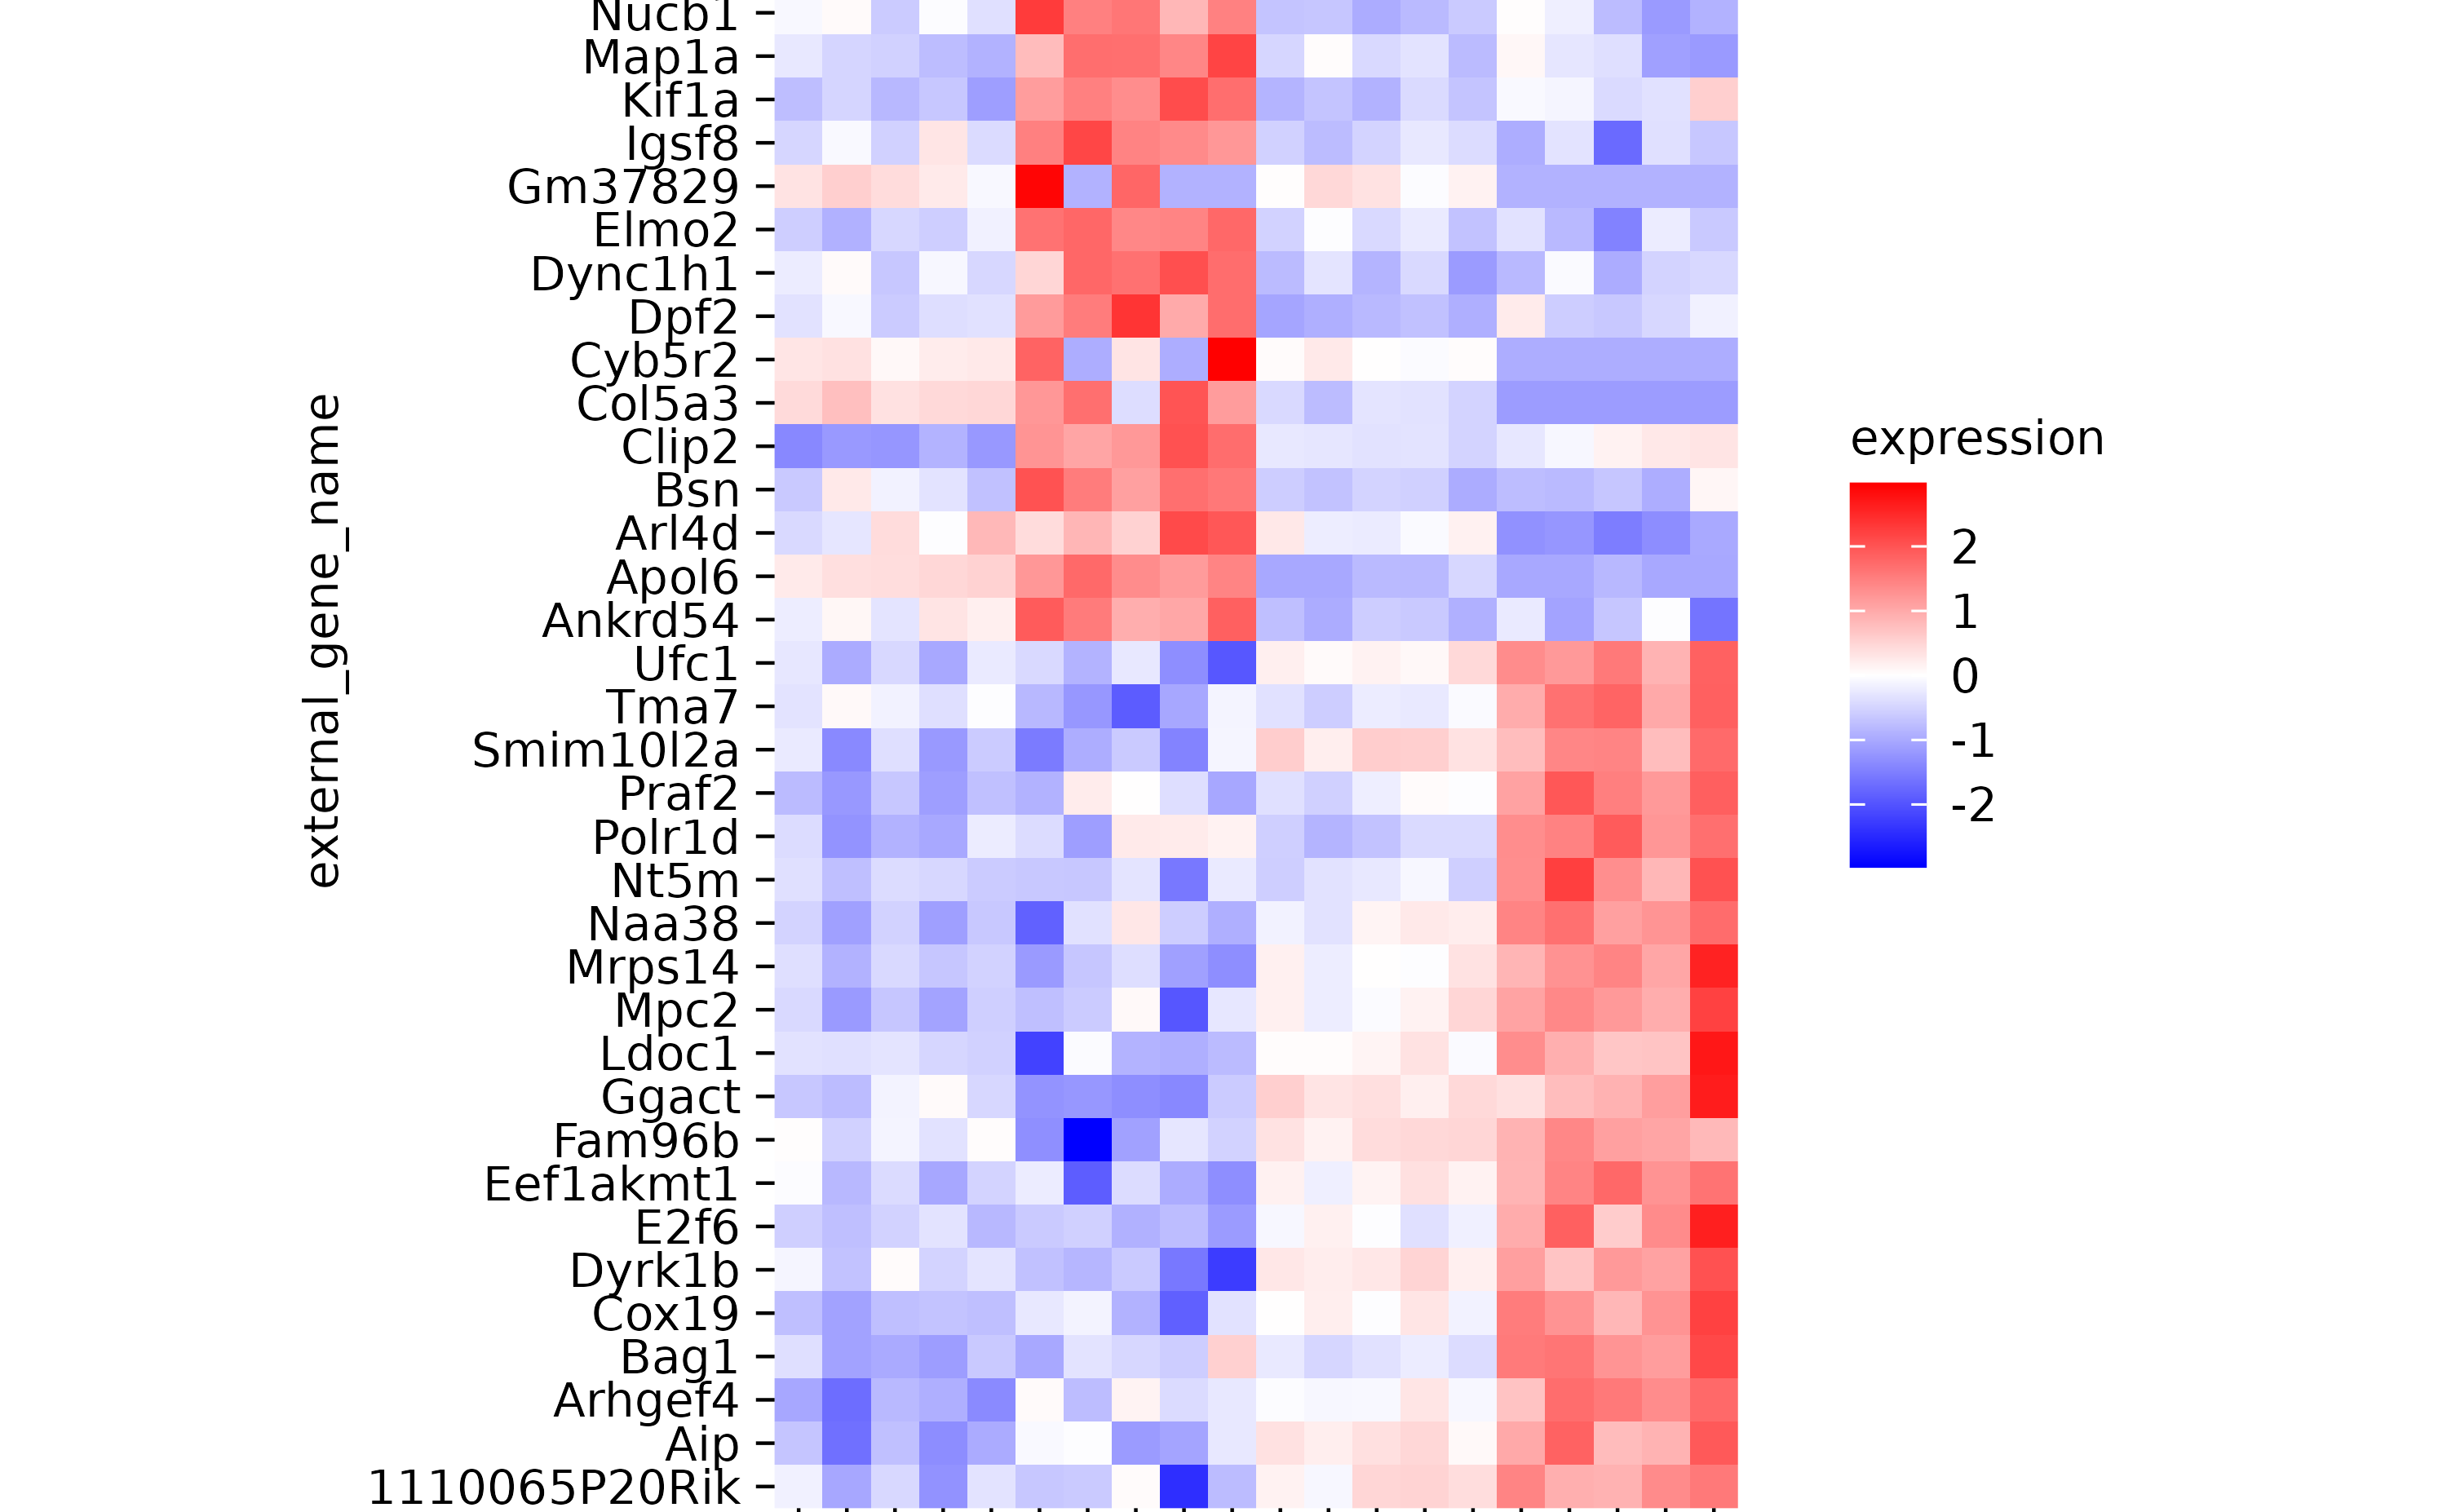 Nucb1
Map1a
Kif1a
Igsf8
Gm37829
Elmo2
Dync1h1
Dpf2
Cyb5r2
Col5a3
Clip2
Bsn
Arl4d
Apol6
Ankrd54
Ufc1
Tma7
Smim10l2a
Praf2
Polr1d
Nt5m
Naa38
Mrps14
Mpc2
Ldoc1
Ggact
Fam96b
Eef1akmt1
E2f6
Dyrk1b
Cox19
Bag1
Arhgef4
Aip
1110065P20Rik
external_gene_name
expression
2
1
0
-1
-2